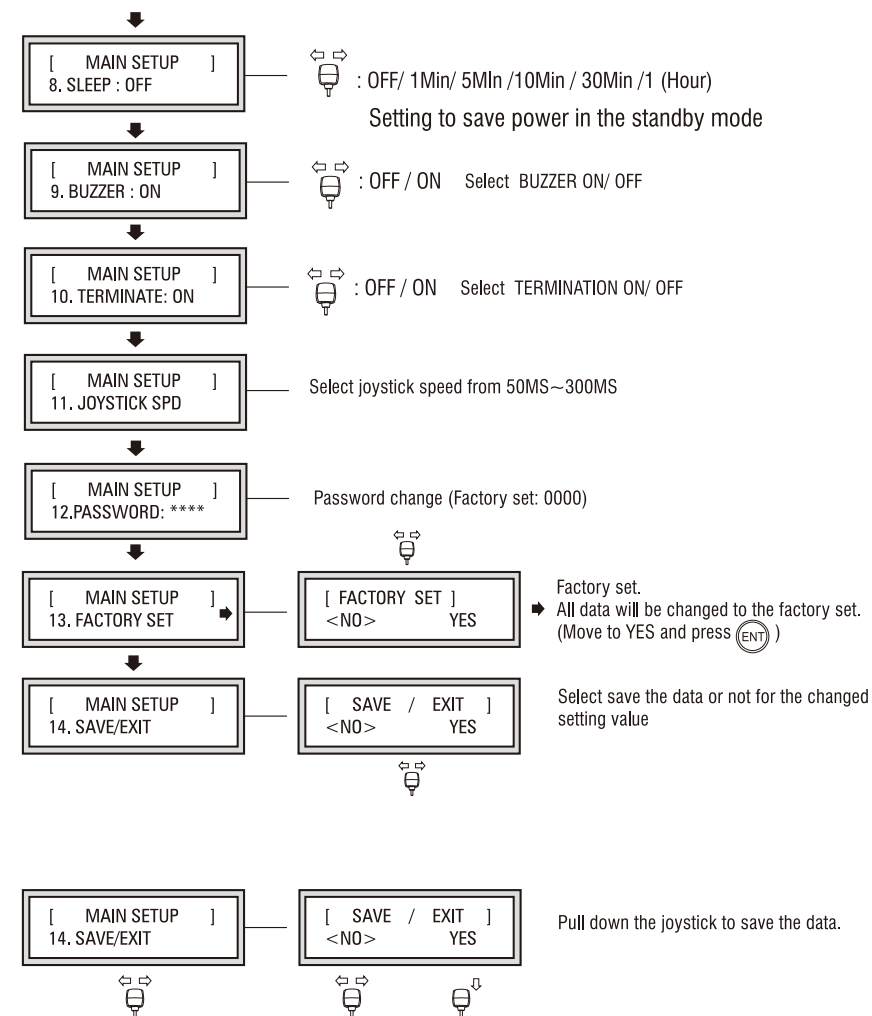 [ MAIN SETUP ]
8. SLEEP : OFF
: OFF/ 1Min/ 5MIn /10Min / 30Min /1 (Hour)
Setting to save power in the standby mode
[ MAIN SETUP ]
9. BUZZER : ON
: OFF / ON Select BUZZER ON/ OFF
[ MAIN SETUP ]
10. TERMINATE: ON
: OFF / ON Select TERMINATION ON/ OFF
[ MAIN SETUP ]
11. JOYSTICK SPD
Select joystick speed from 50MS~300MS
[ MAIN SETUP ]
12.PASSWORD: ****
Password change (Factory set: 0000)
[ MAIN SETUP ]
13. FACTORY SET
[ FACTORY SET ]
<NO> YES
Factory set.
All data will be changed to the factory set.
(Move to YES and press ENT )
[ MAIN SETUP ]
14. SAVE/EXIT
[ SAVE / EXIT ]
<NO> YES
Select save the data or not for the changed
setting value
[ MAIN SETUP ]
14. SAVE/EXIT
[ SAVE / EXIT ]
<NO> YES
Pull down the joystick to save the data.